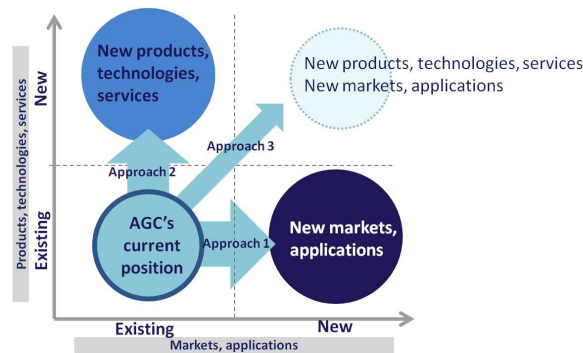 New products,
technologies,
services
New products, technologies, services
New markets, applications
Products, technologies, services
New
Existing
Approach 2
Approach 3
AGC's
current
position
Approach 1
New markets,
applications
Existing
New
Markets, applications